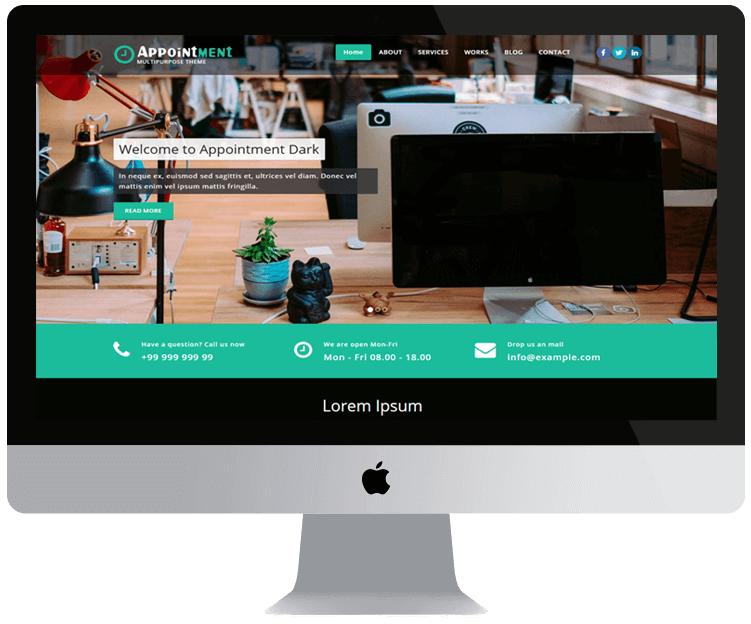 APPOINTMENT
MULTIPURPOSE THEME
Home ABOUT SERVICES WORKS BLOG CONTACT
Welcome to Appointment Dark
In neque ex, euismod sed sagittis et, ultrices vel diam. Donec vel
mattis enim vel ipsum mattis fringilla.
READ MORE
Have a question? Call us now
+99 999 999 99
We are open Mon-Fri
Mon - Fri 08.00 - 18.00
Drop us an mail
info@example.com
Lorem Ipsum